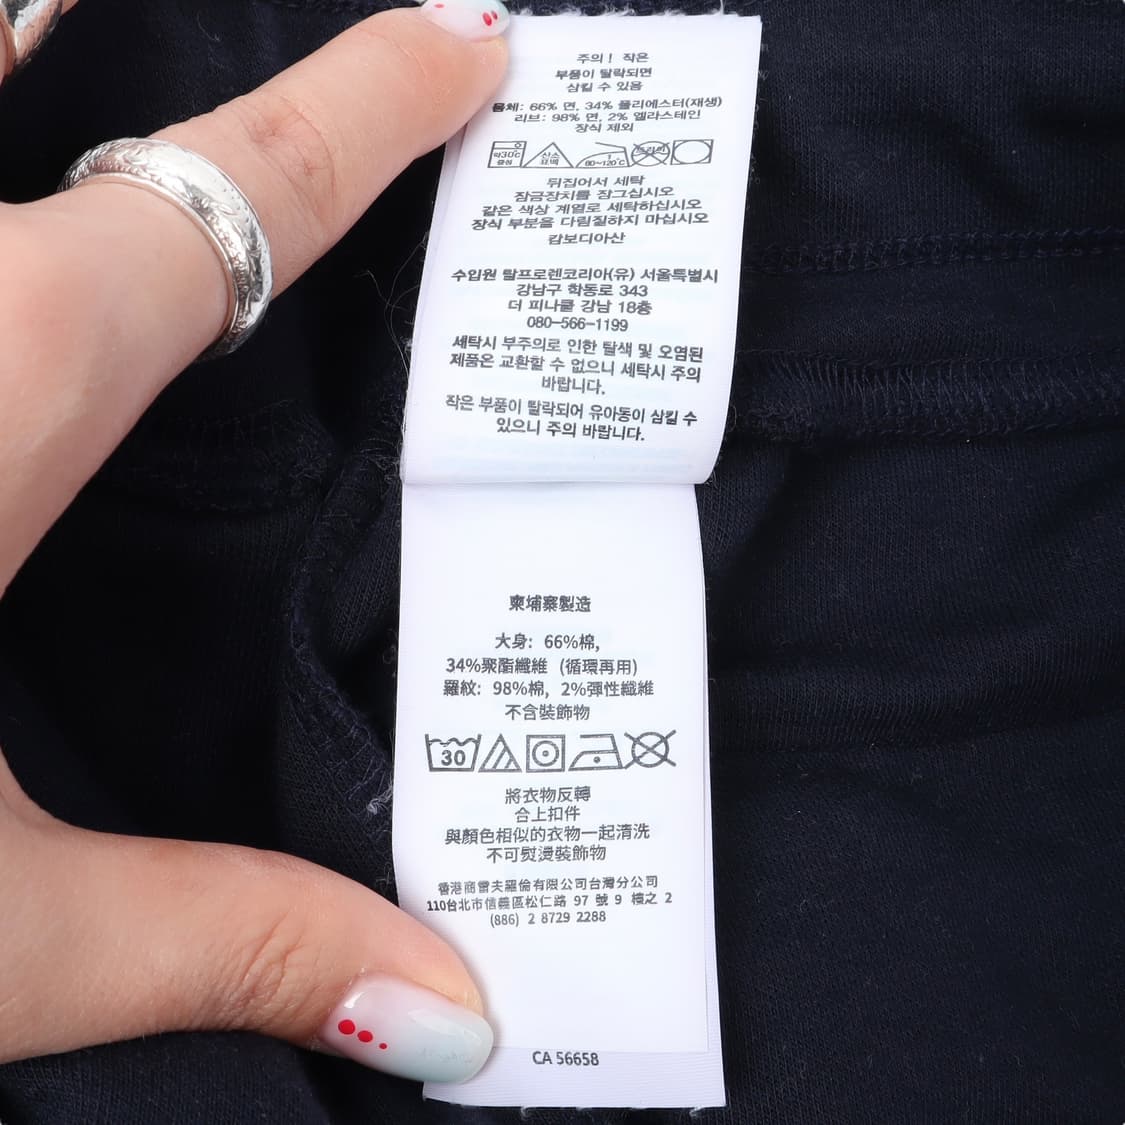 주의! 작은
부품이 탈락되면
삼킬 수 있음
몸체: 66% 면, 34% 폴리에스터(재생)
리브: 98% 면, 2% 엘라스테인
장식 제외
약30℃
중성
산소
표백
1
80~120℃
드라이
뒤집어서 세탁
잠금장치를 잠그십시오
같은 색상 계열로 세탁하십시오
장식 부분을 다림질하지 마십시오
캄보디아산
수입원 랄프로렌코리아(유) 서울특별시
강남구 학동로 343
더 피나클 강남 18층
080-566-1199
세탁시 부주의로 인한 탈색 및 오염된
제품은 교환할 수 없으니 세탁시 주의
바랍니다.
작은 부품이 탈락되어 유아동이 삼킬 수
있으니 주의 바랍니다.
柬埔寨製造
大身: 66%棉,
34%聚酯纖維 (循環再用)
羅紋: 98%棉, 2%彈性纖維
不含裝飾物
30
將衣物反轉
合上扣件
與顏色相似的衣物一起清洗
不可熨燙裝飾物
香港商雷夫羅倫有限公司台灣分公司
110台北市信義區松仁路 97 號 9 樓之 2
(886) 2 8729 2288
CA 56658